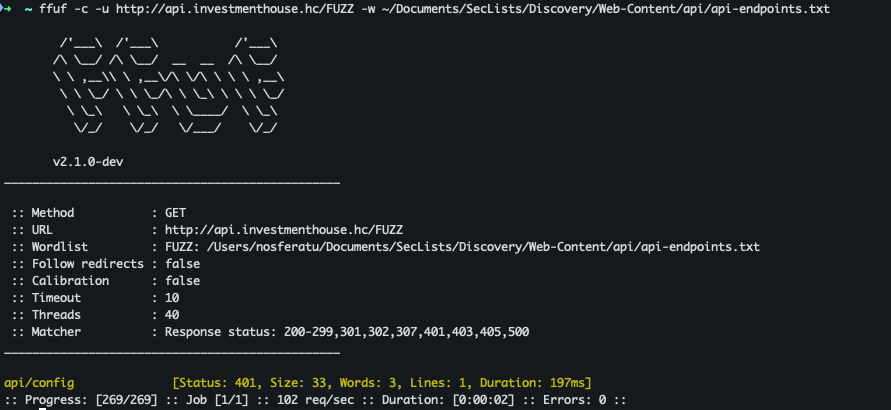 ➜ ~ ffuf -c -u http://api.investmenthouse.hc/FUZZ -w ~/Documents/SecLists/Discovery/Web-Content/api/api-endpoints.txt
        /'___\  /'___\           /'___\
       /\ \__/ /\ \__/  __  __  /\ \__/
       \ \ ,__\\ \ ,__\/\ \/\ \ \ \ ,__\
        \ \ \_/ \ \ \_/\ \ \_\ \ \ \ \_/
         \ \_\   \ \_\  \ \____/  \ \_\
          \/_/    \/_/   \/___/    \/_/
v2.1.0-dev
________________________________________________
:: Method : GET
:: URL : http://api.investmenthouse.hc/FUZZ
:: Wordlist : FUZZ: /Users/nosferatu/Documents/SecLists/Discovery/Web-Content/api/api-endpoints.txt
:: Follow redirects : false
:: Calibration : false
:: Timeout : 10
:: Threads : 40
:: Matcher : Response status: 200-299,301,302,307,401,403,405,500
________________________________________________
api/config [Status: 401, Size: 33, Words: 3, Lines: 1, Duration: 197ms]
:: Progress: [269/269] :: Job [1/1] :: 102 req/sec :: Duration: [0:00:02] :: Errors: 0 ::